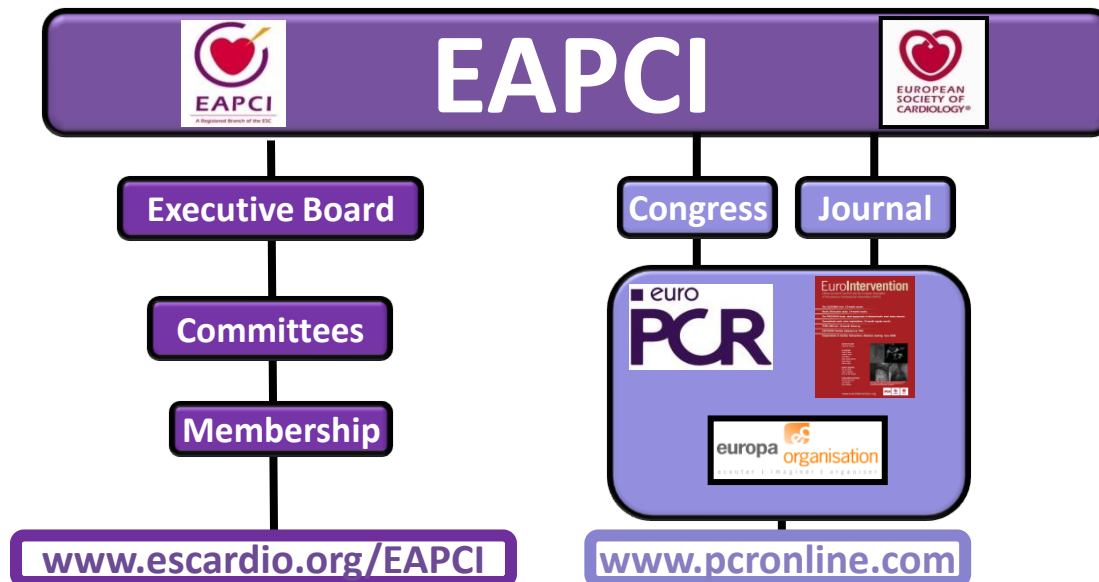 EAPCI
EAPCI
A Registered Branch of the ESC
EUROPEAN
SOCIETY OF
CARDIOLOGY®
Executive Board
Congress
Journal
Committees
Membership
euro
PCR
EuroIntervention
europa
organisation
écouter | imaginer | organiser
www.escardio.org/EAPCI
www.pcronline.com